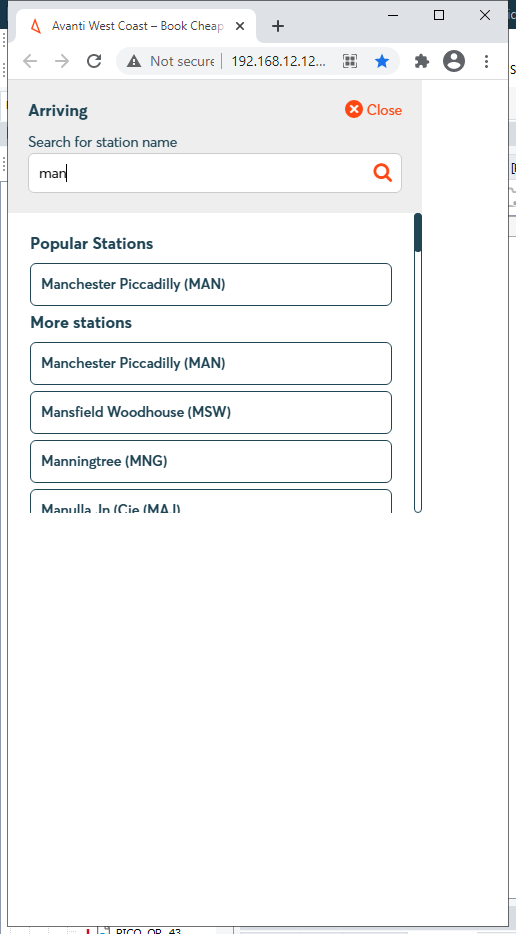 Avanti West Coast – Book Cheap
Not secure
192.168.12.12...
Arriving
Close
Search for station name
man
Popular Stations
Manchester Piccadilly (MAN)
More stations
Manchester Piccadilly (MAN)
Mansfield Woodhouse (MSW)
Manningtree (MNG)
Manulla Jn (Cie (MAJ)
PICO_OR_43